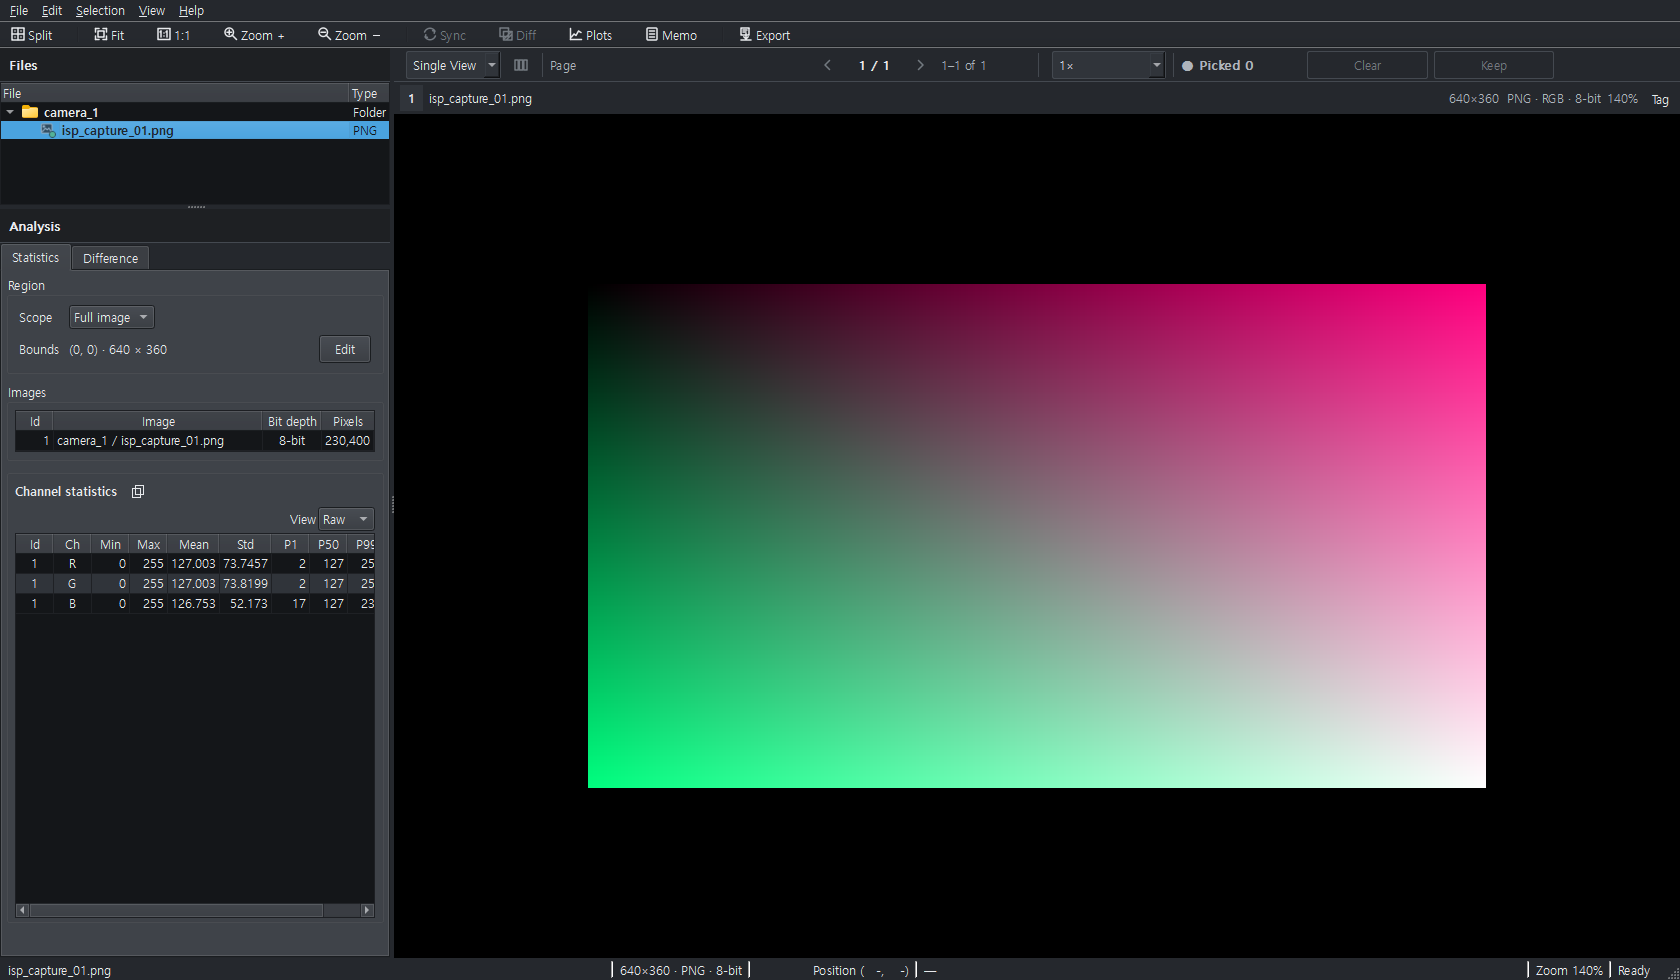 File Edit Selection View Help
Split Fit 1:1 Zoom + Zoom − Sync Diff Plots Memo Export
Files
Single View Page 1 / 1 1–1 of 1 1× Picked 0 Clear Keep
File Type
1 isp_capture_01.png 640×360 PNG · RGB · 8-bit 140% Tag
camera_1 Folder
isp_capture_01.png PNG
Analysis
Statistics Difference
Region
Scope Full image
Bounds (0, 0) · 640 × 360 Edit
Images
Id Image Bit depth Pixels
1 camera_1 / isp_capture_01.png 8-bit 230,400
Channel statistics
View Raw
Id Ch Min Max Mean Std P1 P50 P99
1 R 0 255 127.003 73.7457 2 127 25
1 G 0 255 127.003 73.8199 2 127 25
1 B 0 255 126.753 52.173 17 127 23
isp_capture_01.png 640×360 · PNG · 8-bit Position ( -, -) — Zoom 140% Ready